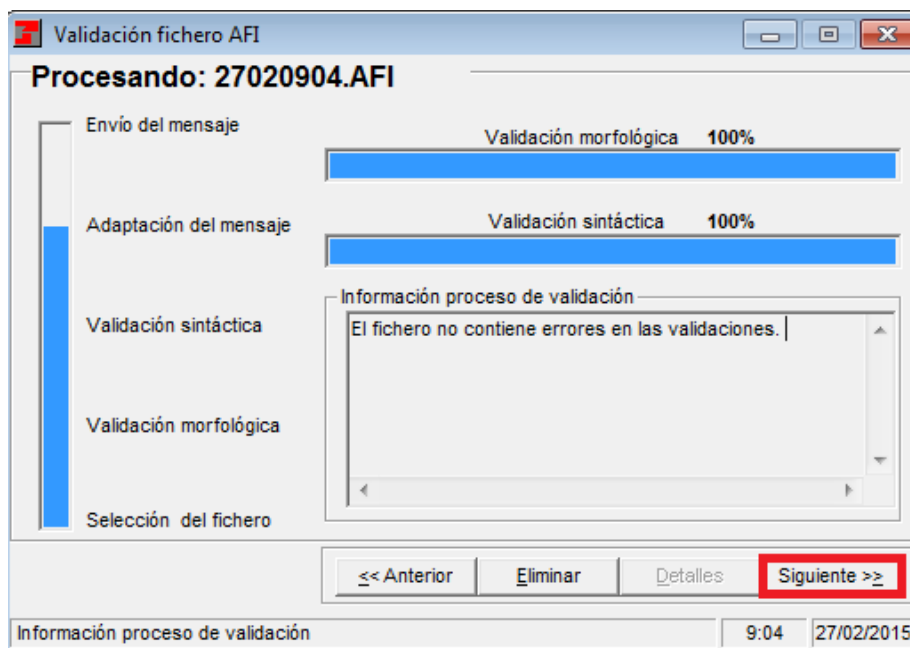 Validación fichero AFI
Procesando: 27020904.AFI
Envío del mensaje
Adaptación del mensaje
Validación sintáctica
Validación morfológica
Selección del fichero
Validación morfológica 100%
Validación sintáctica 100%
Información proceso de validación
El fichero no contiene errores en las validaciones.
<< Anterior
Eliminar
Detalles
Siguiente >>
Información proceso de validación
9:04
27/02/2015